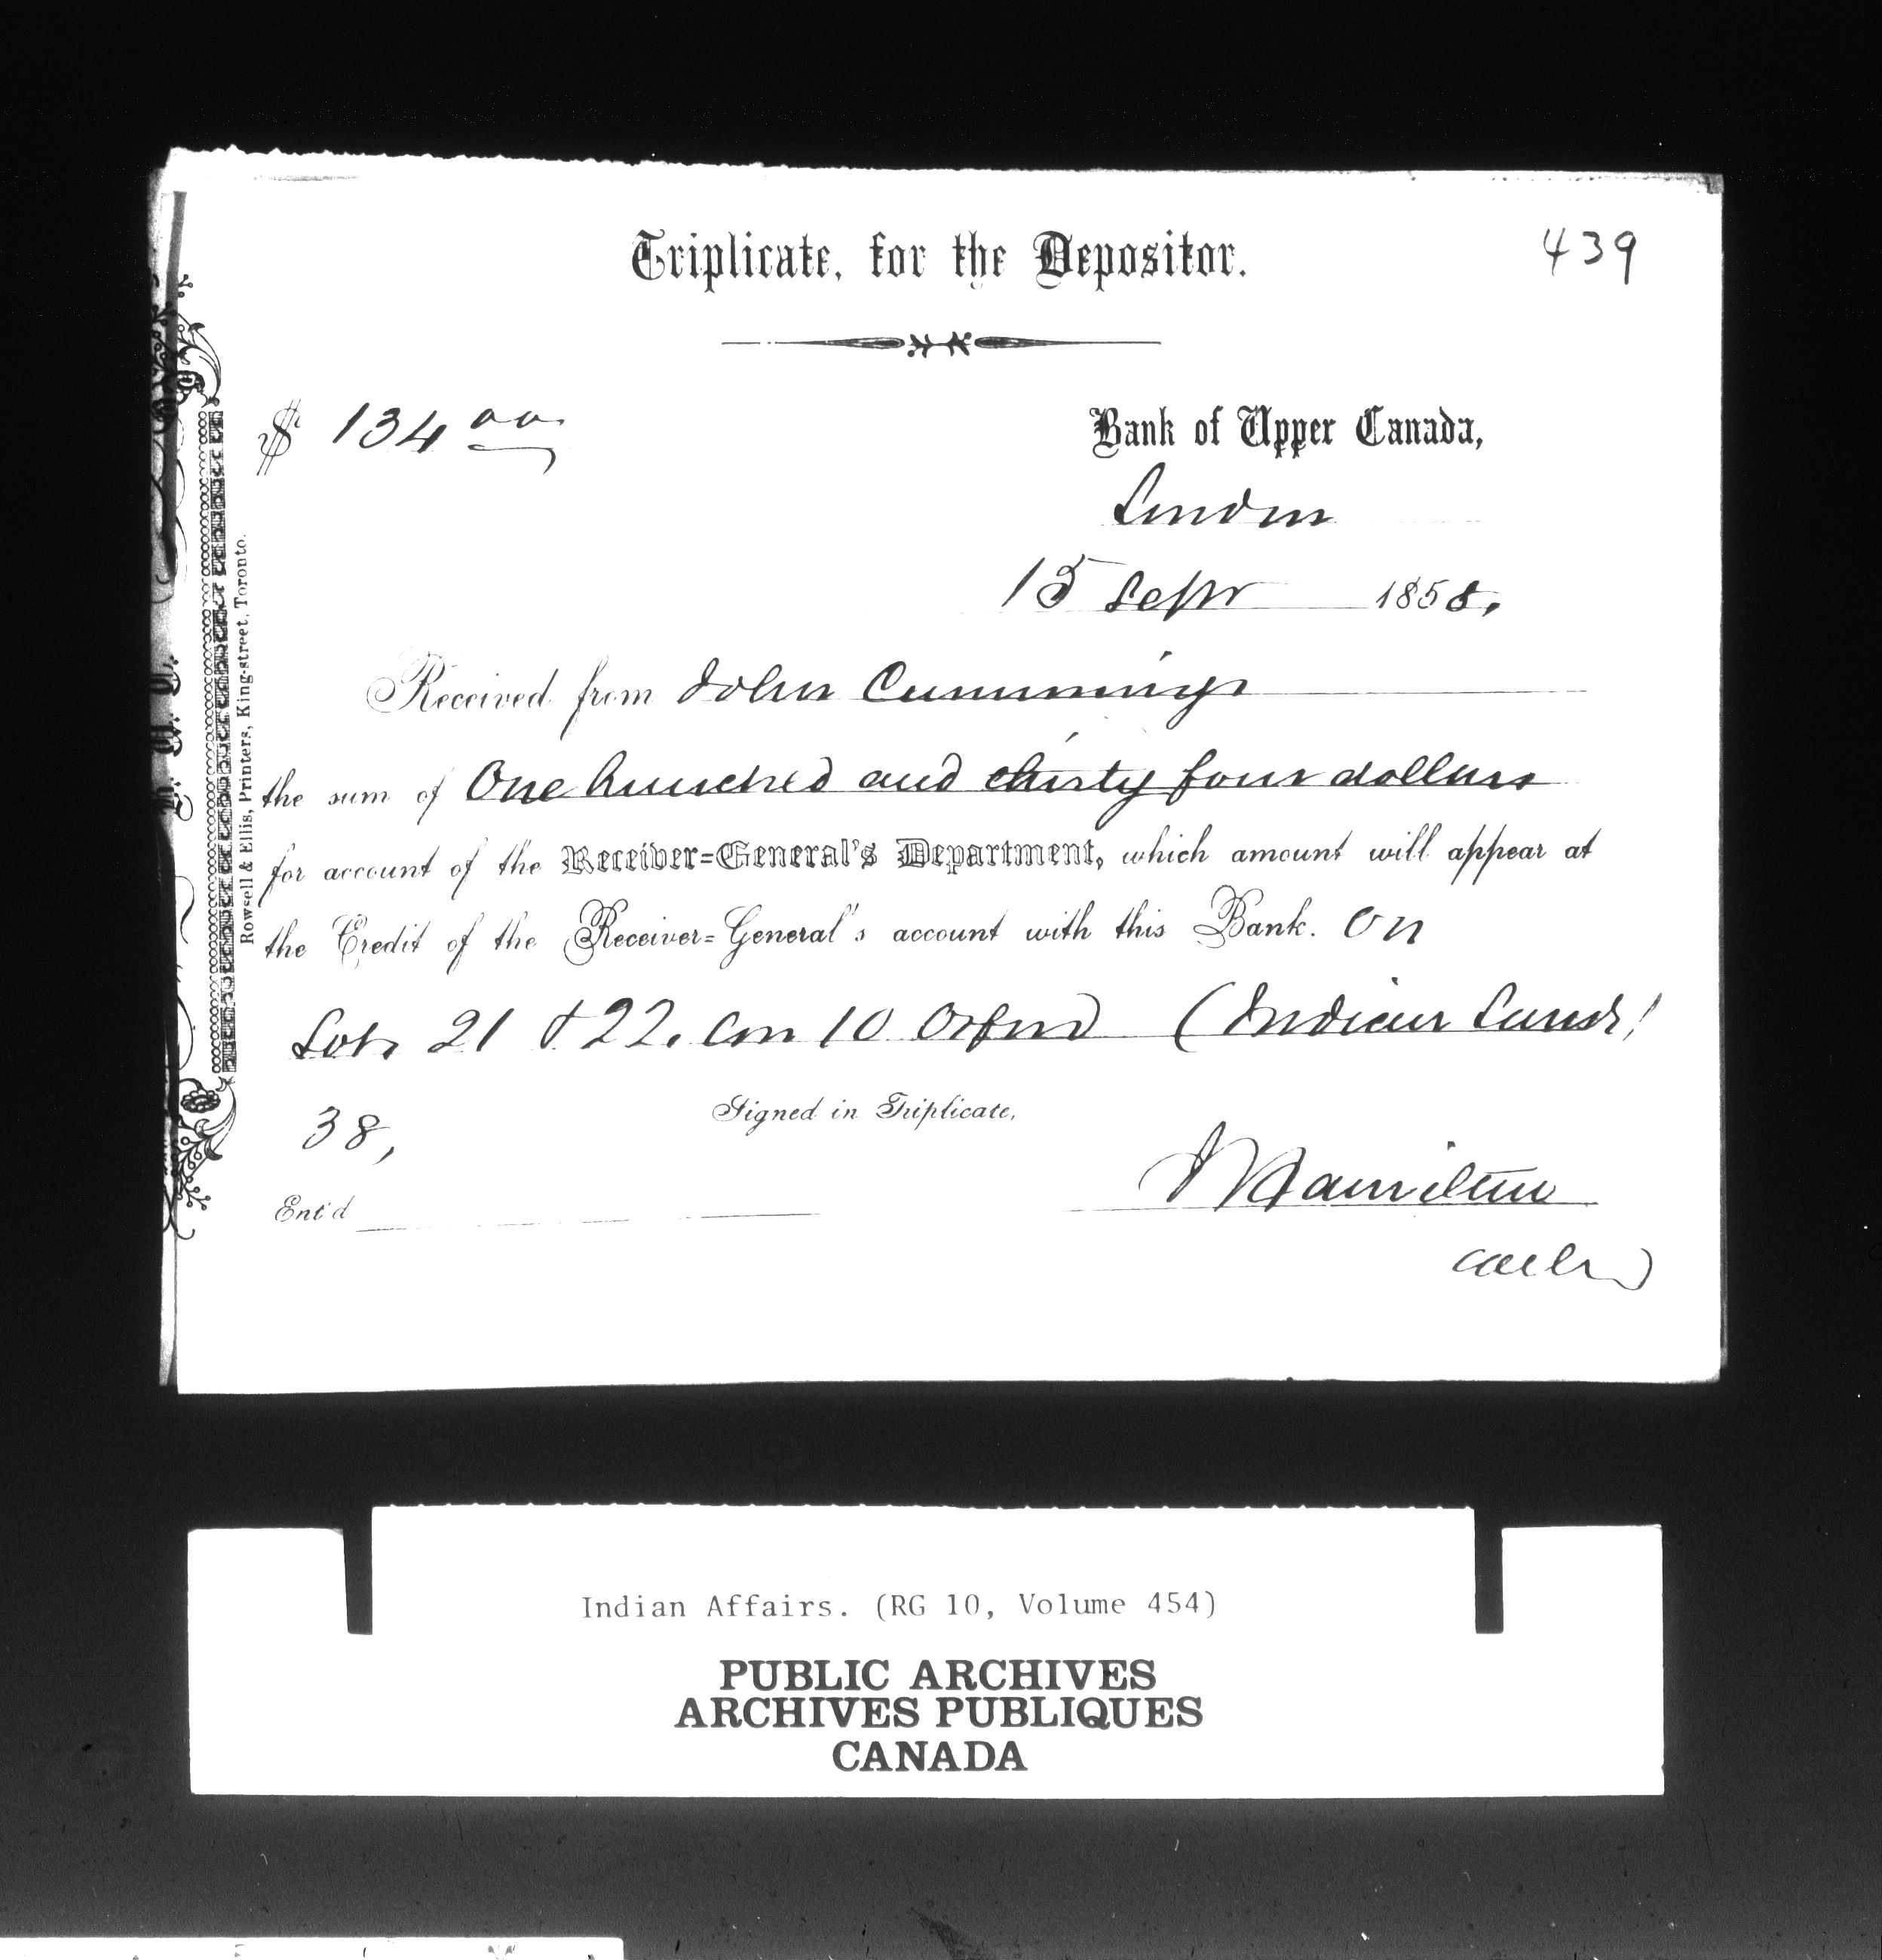 Triplicate, for the Depositor.
439
$ 134 00
Bank of Upper Canada,
London
15 Sepr 1858.
Received from John Cummings
the sum of One hundred and thirty four dollars
for account of the Receiver=General's Department, which amount will appear at
the Credit of the Receiver=General's account with this Bank. On
Lots 21 & 22. Con 10 Orford (Indian Lands)
38,
Signed in Triplicate,
Hamilton
Ent'd
Rowsell & Ellis, Printers, King-street, Toronto.
Indian Affairs. (RG 10, Volume 454)
PUBLIC ARCHIVES
ARCHIVES PUBLIQUES
CANADA